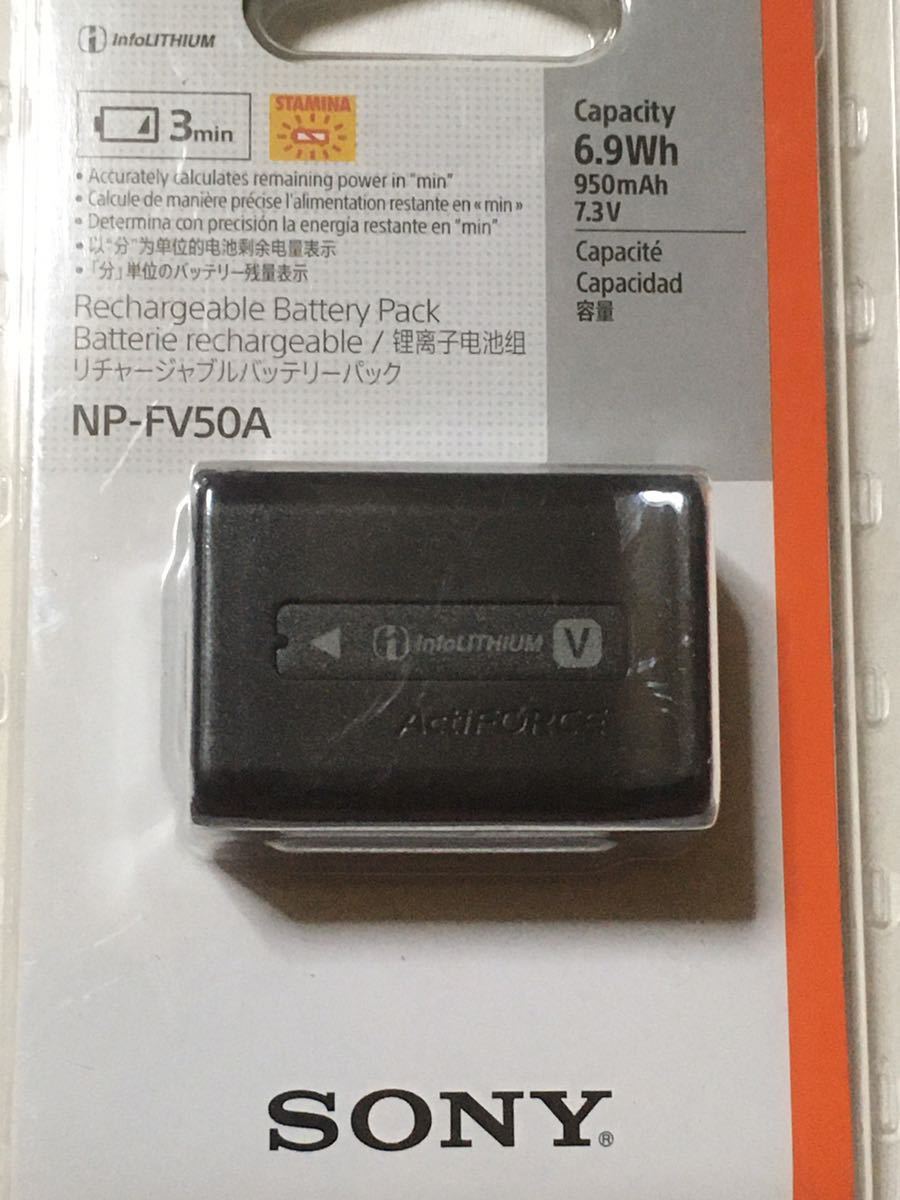 i InfoLITHIUM
3min
STAMINA
• Accurately calculates remaining power in "min"
• Calcule de manière précise l'alimentation restante en « min »
• Determina con precisión la energía restante en "min"
• 以“分”为单位的电池剩余电量表示
• 「分」単位のバッテリー残量表示
Rechargeable Battery Pack
Batterie rechargeable / 锂离子电池组
リチャージャブルバッテリーパック
NP-FV50A
Capacity
6.9Wh
950mAh
7.3V
Capacité
Capacidad
容量
i InfoLITHIUM V
ActiFORCE
SONY®